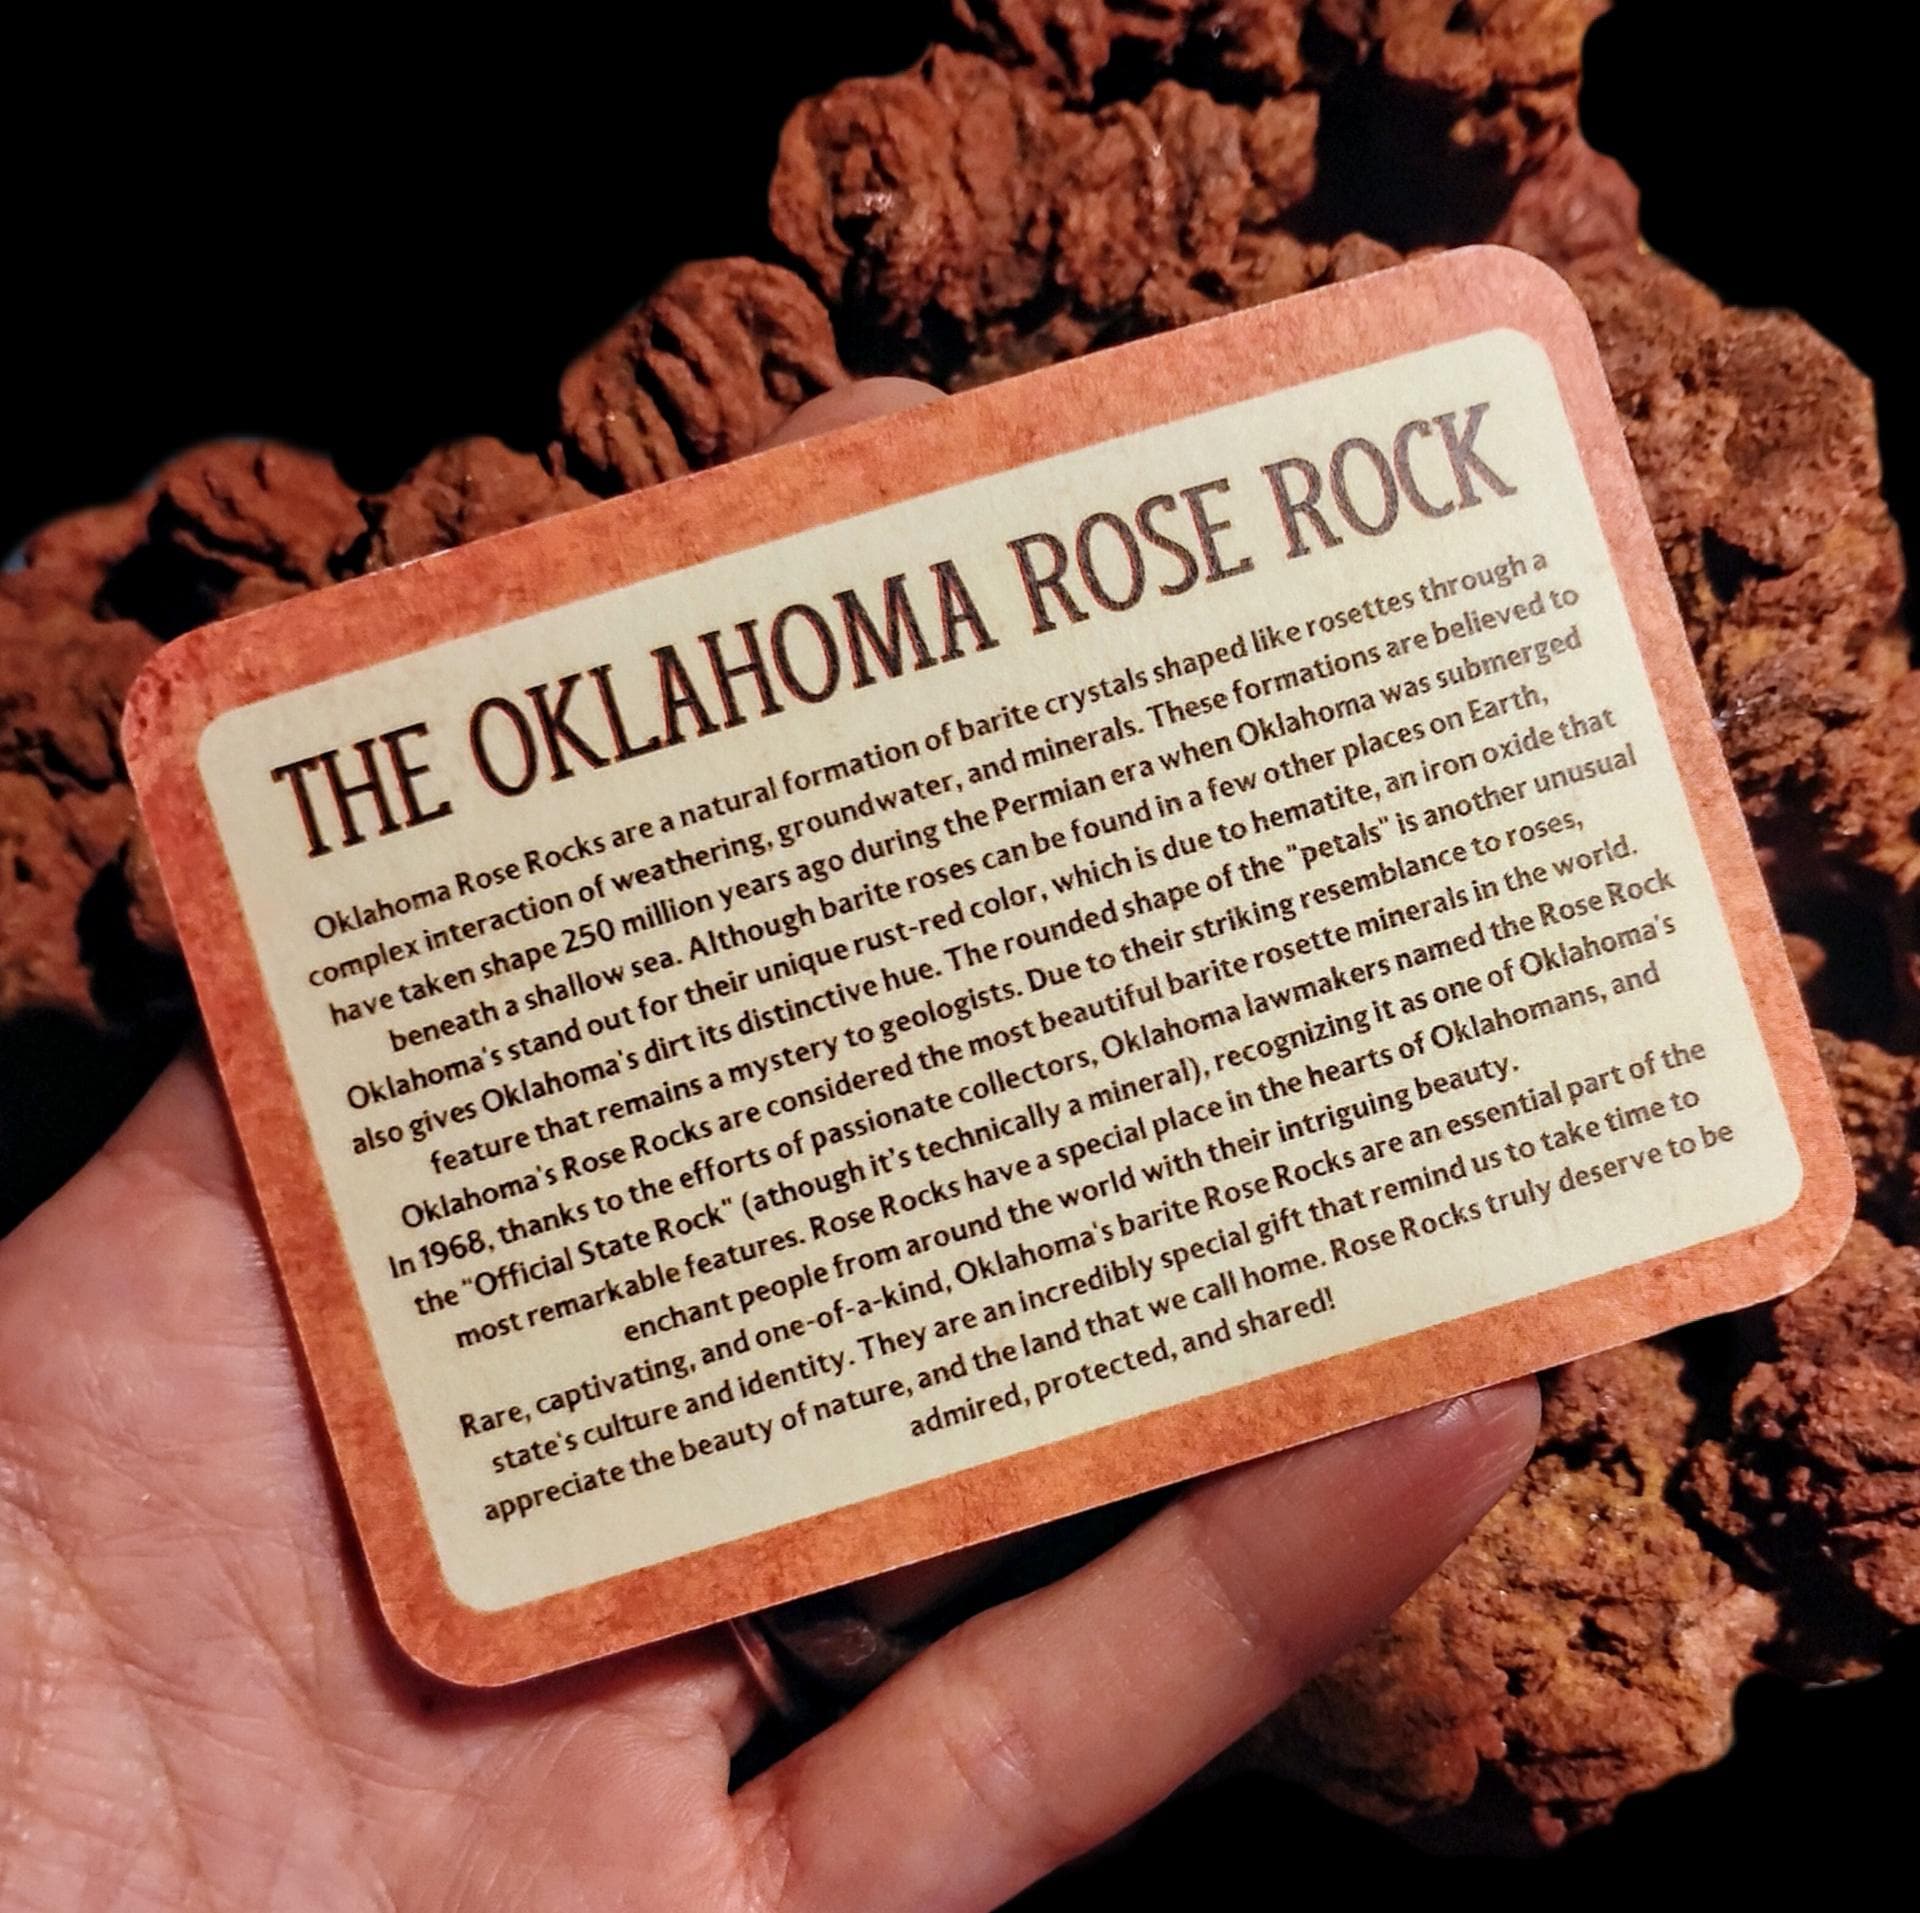 THE OKLAHOMA ROSE ROCK
Oklahoma Rose Rocks are a natural formation of barite crystals shaped like rosettes through a
complex interaction of weathering, groundwater, and minerals. These formations are believed to
have taken shape 250 million years ago during the Permian era when Oklahoma was submerged
beneath a shallow sea. Although barite roses can be found in a few other places on Earth,
Oklahoma's stand out for their unique rust-red color, which is due to hematite, an iron oxide that
also gives Oklahoma's dirt its distinctive hue. The rounded shape of the "petals" is another unusual
feature that remains a mystery to geologists. Due to their striking resemblance to roses,
Oklahoma's Rose Rocks are considered the most beautiful barite rosette minerals in the world.
In 1968, thanks to the efforts of passionate collectors, Oklahoma lawmakers named the Rose Rock
the "Official State Rock" (athough it's technically a mineral), recognizing it as one of Oklahoma's
most remarkable features. Rose Rocks have a special place in the hearts of Oklahomans, and
enchant people from around the world with their intriguing beauty.
Rare, captivating, and one-of-a-kind, Oklahoma's barite Rose Rocks are an essential part of the
state's culture and identity. They are an incredibly special gift that remind us to take time to
appreciate the beauty of nature, and the land that we call home. Rose Rocks truly deserve to be
admired, protected, and shared!